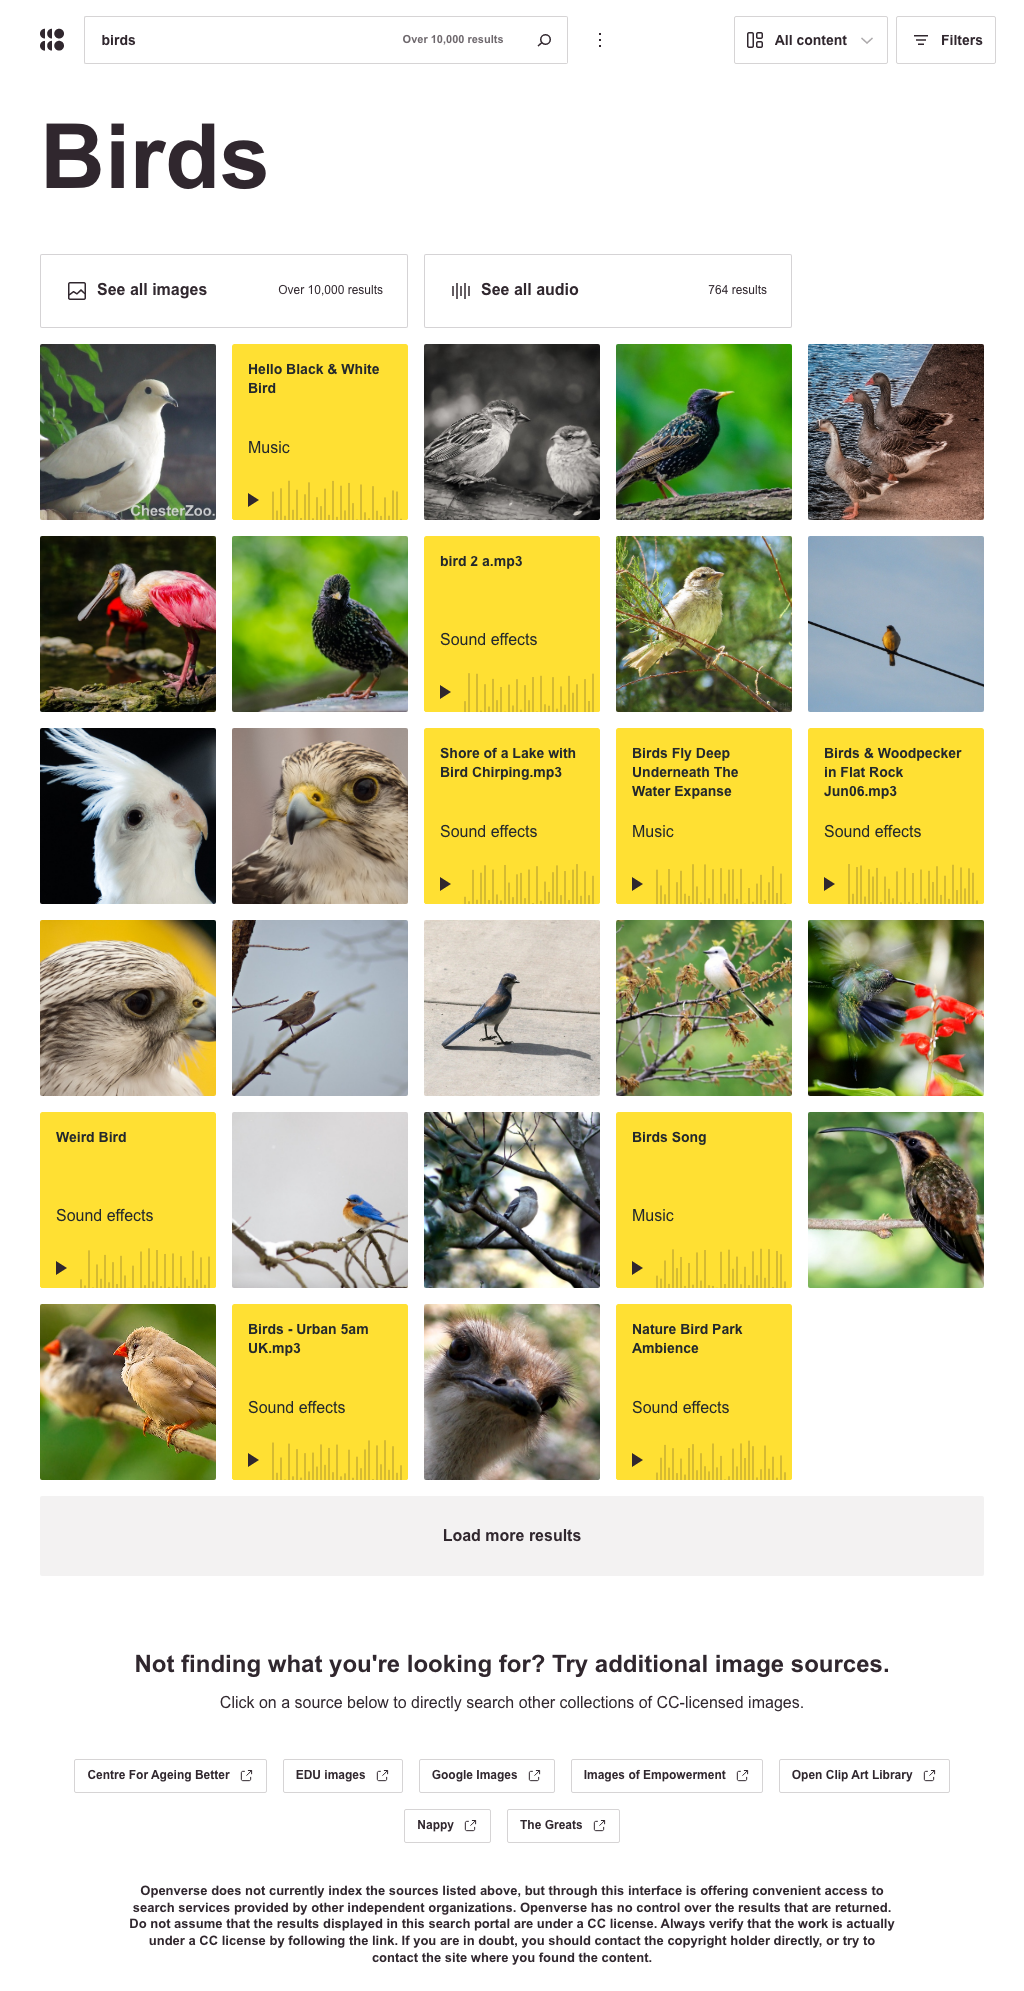 birds
Over 10,000 results
All content
Filters
Birds
See all images
Over 10,000 results
See all audio
764 results
ChesterZoo.
Hello Black & White
Bird
Music
bird 2 a.mp3
Sound effects
Shore of a Lake with
Bird Chirping.mp3
Sound effects
Birds Fly Deep
Underneath The
Water Expanse
Music
Birds & Woodpecker
in Flat Rock
Jun06.mp3
Sound effects
Weird Bird
Sound effects
Birds Song
Music
Birds - Urban 5am
UK.mp3
Sound effects
Nature Bird Park
Ambience
Sound effects
Load more results
Not finding what you're looking for? Try additional image sources.
Click on a source below to directly search other collections of CC-licensed images.
Centre For Ageing Better
EDU images
Google Images
Images of Empowerment
Open Clip Art Library
Nappy
The Greats
Openverse does not currently index the sources listed above, but through this interface is offering convenient access to
search services provided by other independent organizations. Openverse has no control over the results that are returned.
Do not assume that the results displayed in this search portal are under a CC license. Always verify that the work is actually
under a CC license by following the link. If you are in doubt, you should contact the copyright holder directly, or try to
contact the site where you found the content.